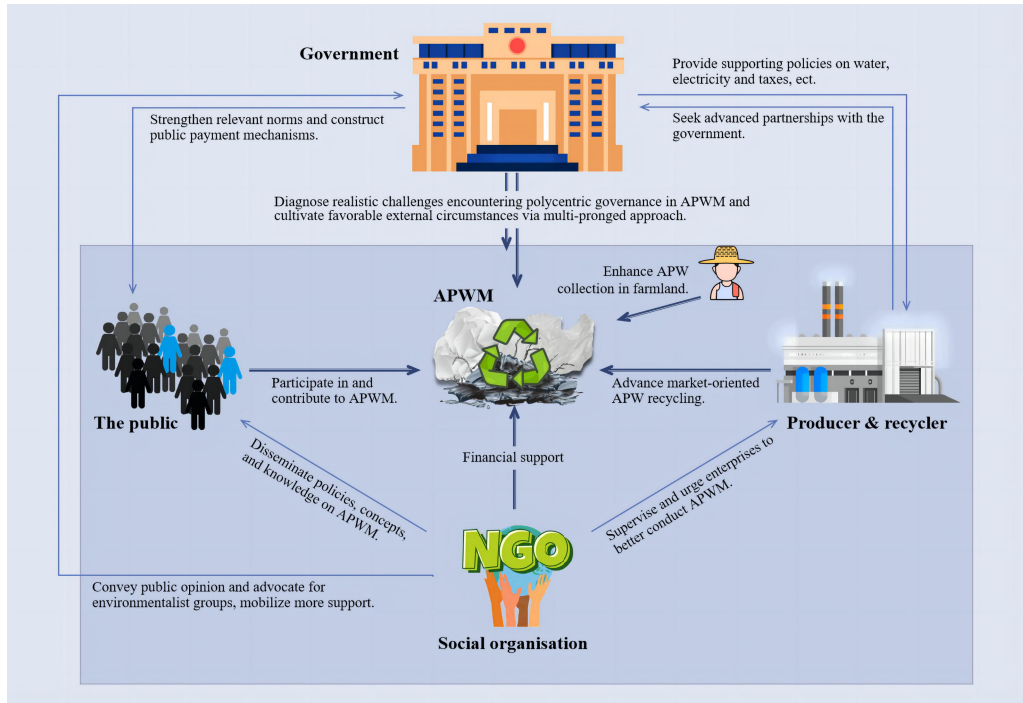 Government
Provide supporting policies on water,
electricity and taxes, ect.
Strengthen relevant norms and construct
public payment mechanisms.
Seek advanced partnerships with the
government.
Diagnose realistic challenges encountering polycentric governance in APWM and
cultivate favorable external circumstances via multi-pronged approach.
Enhance APW
collection in farmland.
APWM
Participate in and
contribute to APWM.
Advance market-oriented
APW recycling.
The public
Producer & recycler
Disseminate policies, concepts,
and knowledge on APWM.
Financial support
Supervise and urge enterprises to
better conduct APWM.
NGO
Convey public opinion and advocate for
environmentalist groups, mobilize more support.
Social organisation